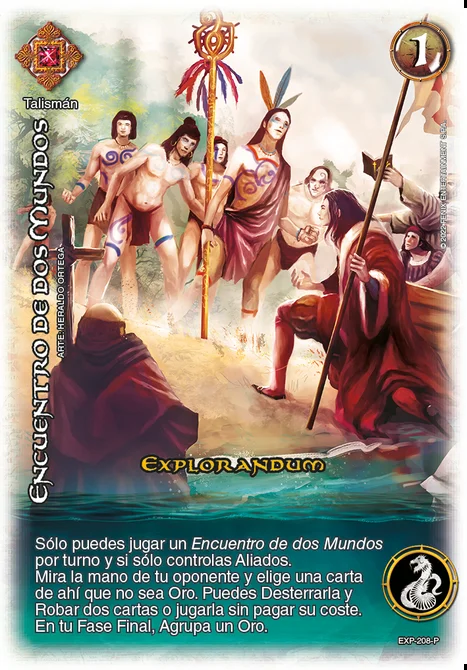 1
Talismán
ENCUENTRO DE DOS MUNDOS
ARTE: HERALDO ORTEGA
© 2022 FENIX ENTERTAINMENT S.P.A.
EXPLORANDUM
Sólo puedes jugar un Encuentro de dos Mundos
por turno y si sólo controlas Aliados.
Mira la mano de tu oponente y elige una carta
de ahí que no sea Oro. Puedes Desterrarla y
Robar dos cartas o jugarla sin pagar su coste.
En tu Fase Final, Agrupa un Oro.
EXP-208-P